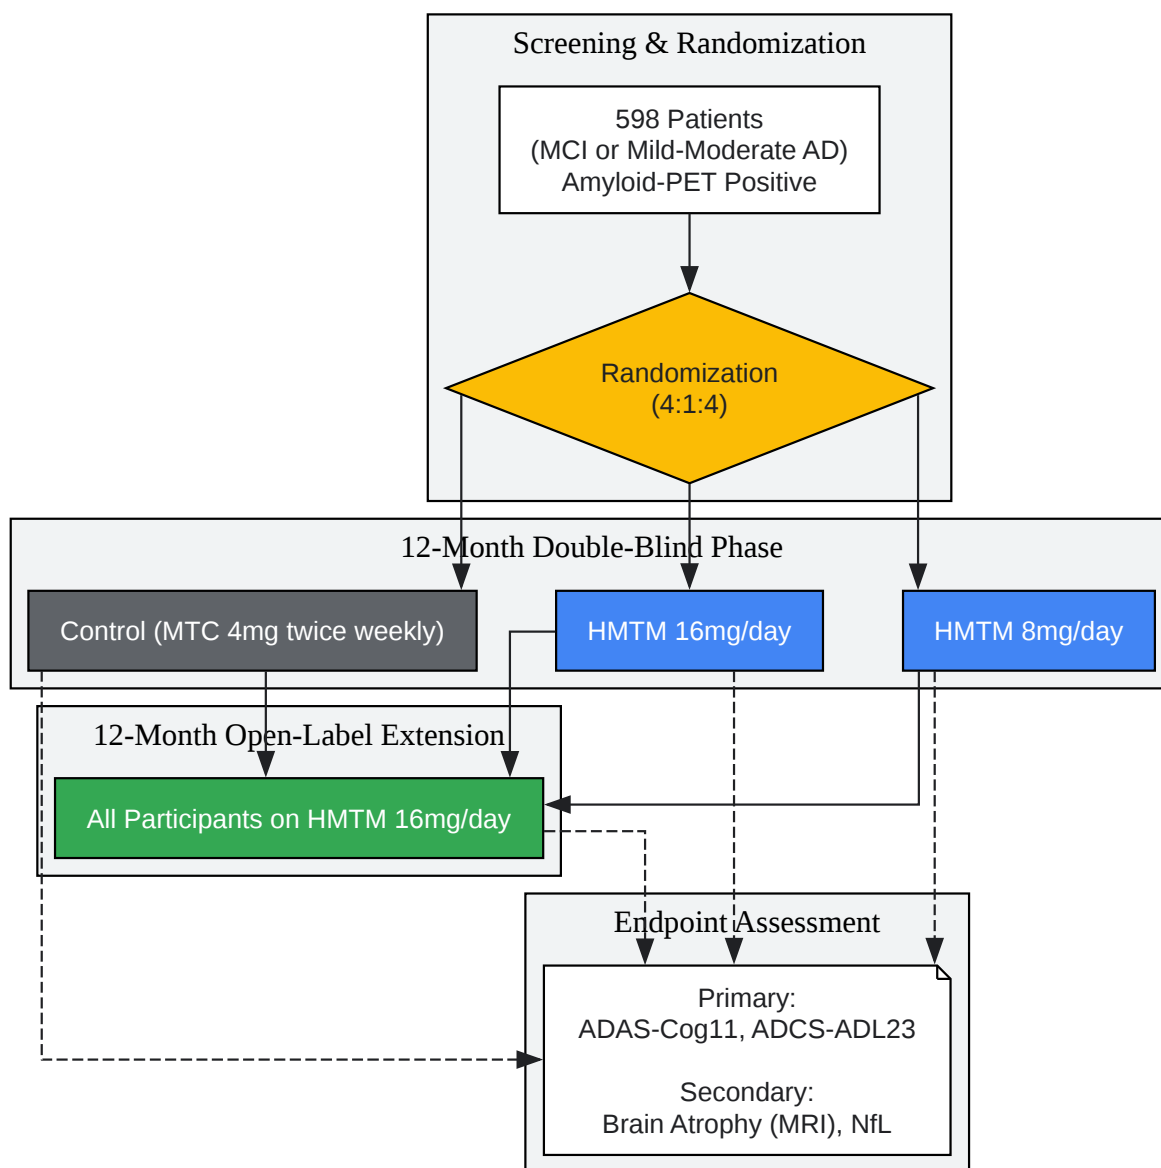 Screening & Randomization
598 Patients
(MCI or Mild-Moderate AD)
Amyloid-PET Positive
Randomization
(4:1:4)
12-Month Double-Blind Phase
Control (MTC 4mg twice weekly)
HMTM 16mg/day
HMTM 8mg/day
12-Month Open-Label Extension
All Participants on HMTM 16mg/day
Endpoint Assessment
Primary:
ADAS-Cog11, ADCS-ADL23
Secondary:
Brain Atrophy (MRI), NfL